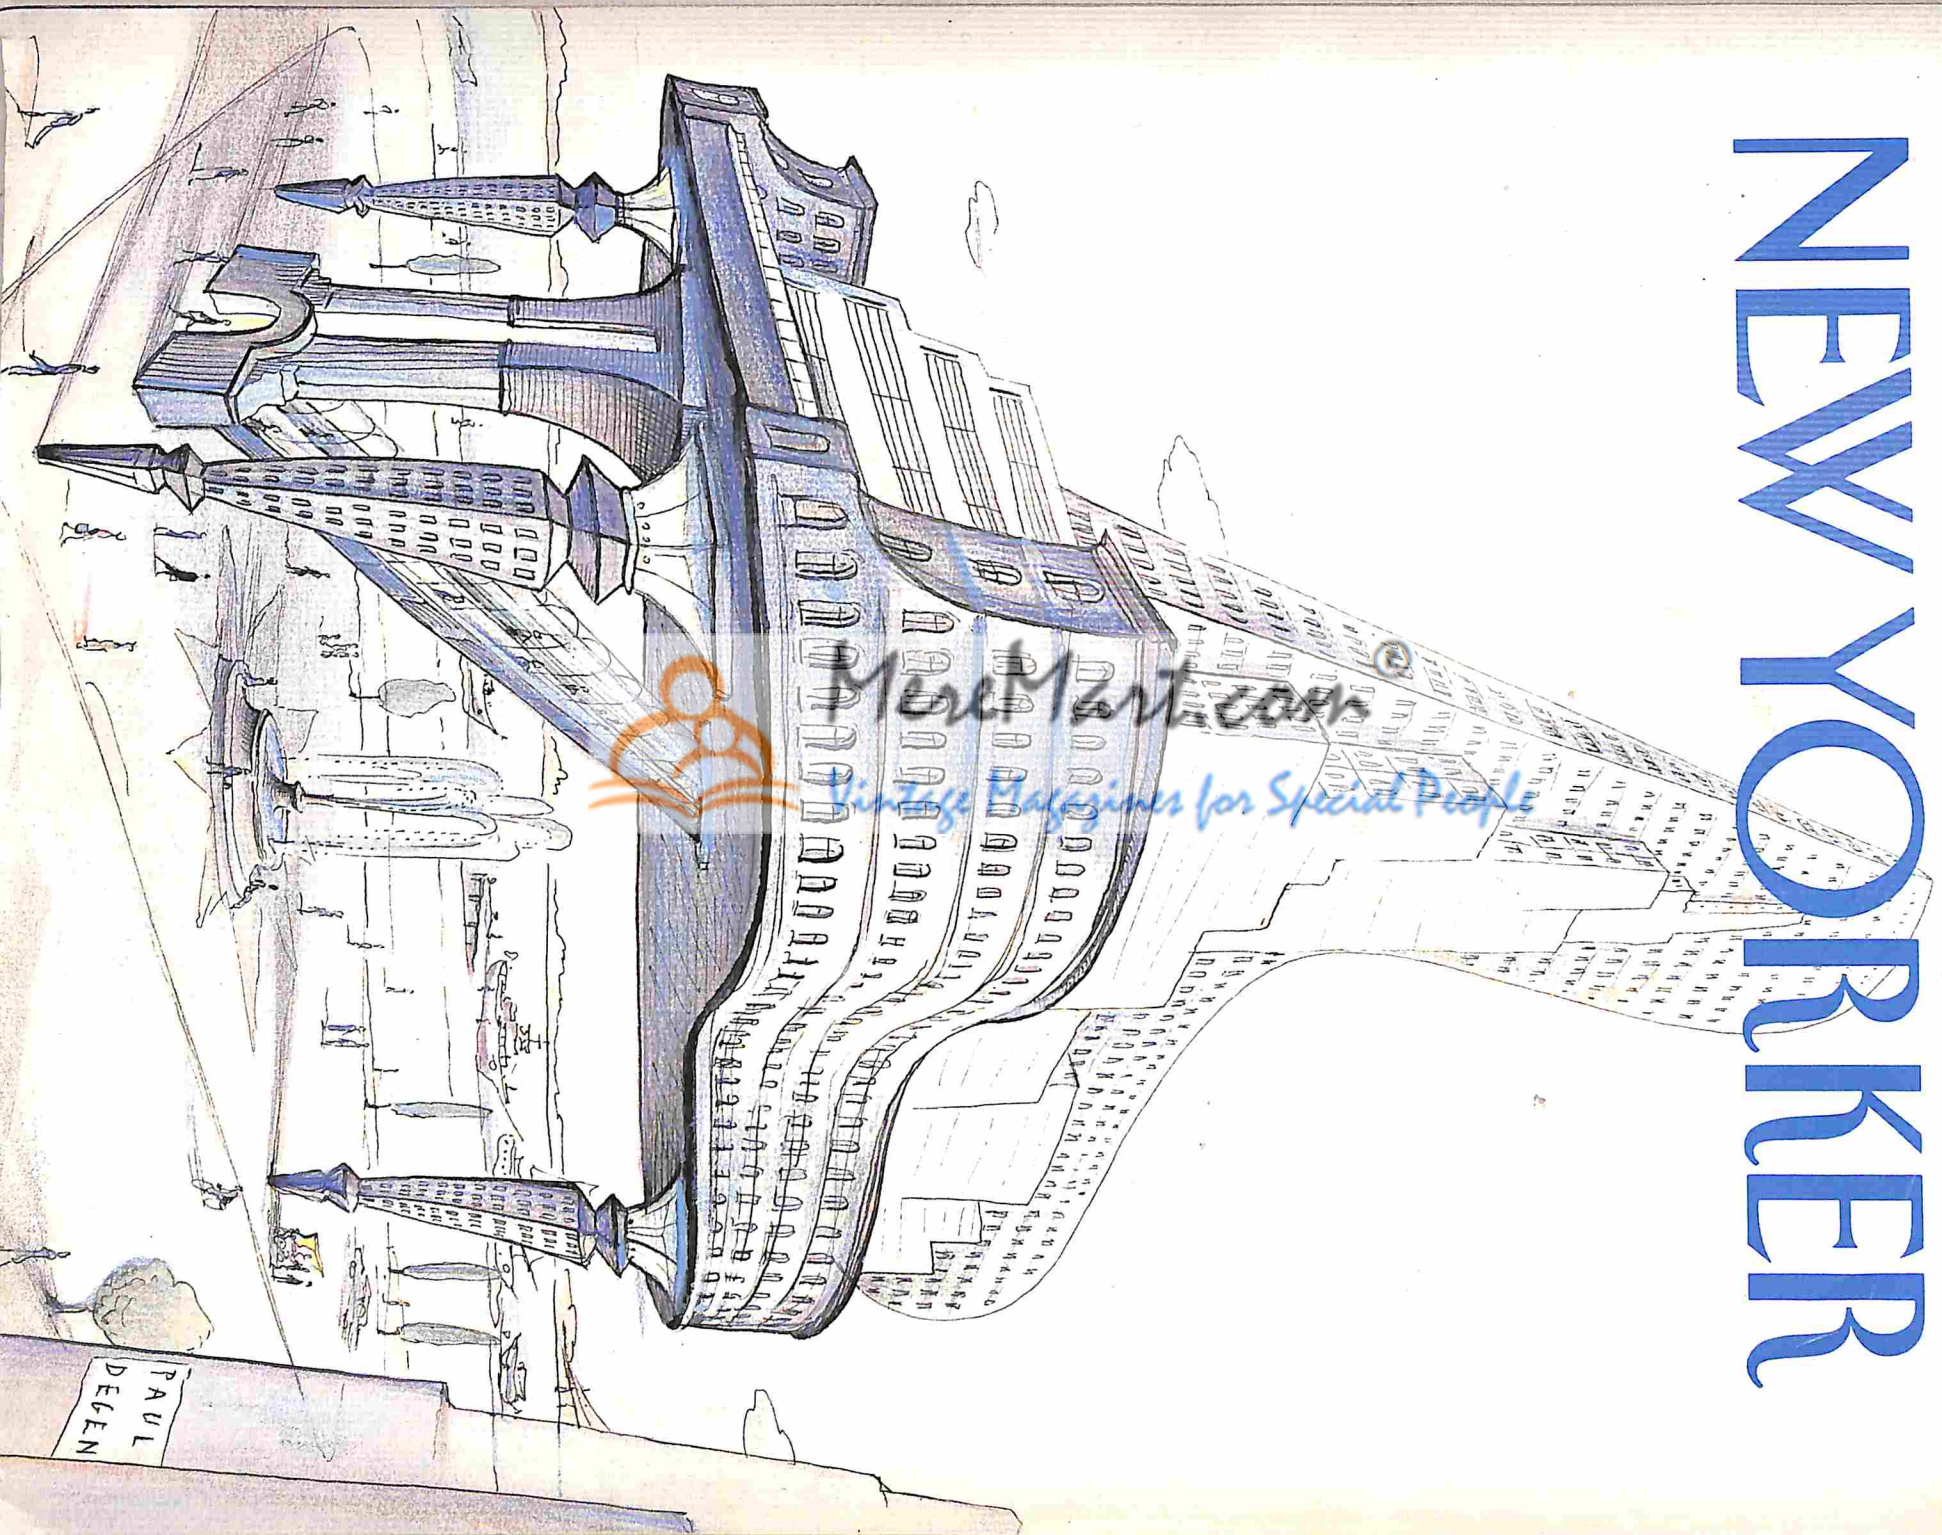 NEW YORKER
MereMart.com®
Vintage Magazines for Special People
PAUL
DEGEN